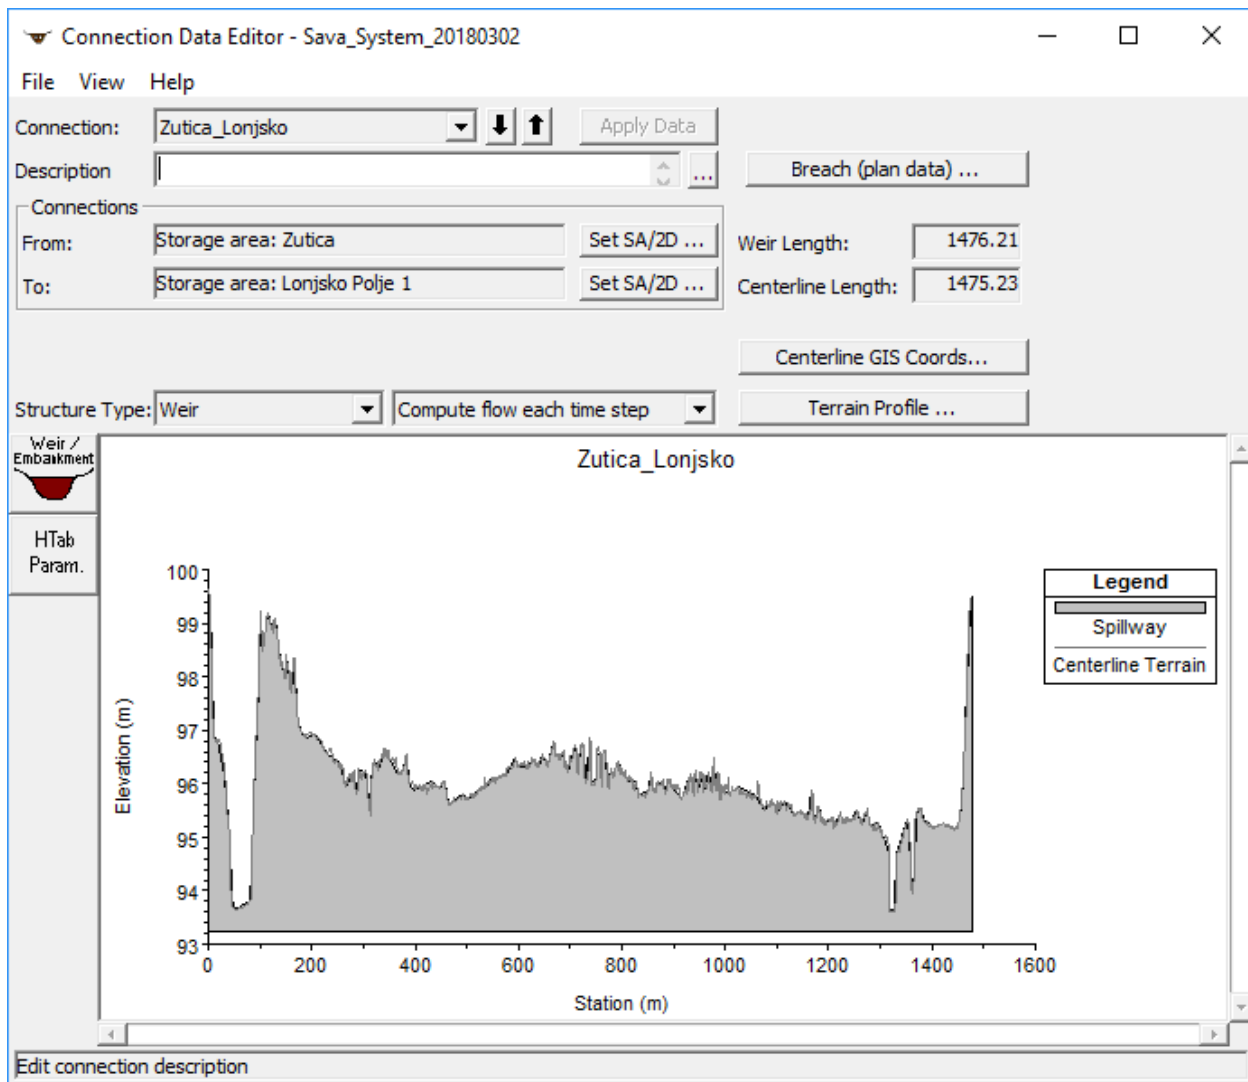 Connection Data Editor - Sava_System_20180302
File View Help
Connection: Zutica_Lonjsko Apply Data
Description ... Breach (plan data) ...
Connections
From: Storage area: Zutica Set SA/2D ... Weir Length: 1476.21
To: Storage area: Lonjsko Polje 1 Set SA/2D ... Centerline Length: 1475.23
Centerline GIS Coords...
Structure Type: Weir Compute flow each time step Terrain Profile ...
Weir /
Embankment
HTab
Param.
Zutica_Lonjsko
100
99
98
97
96
95
94
93
Elevation (m)
0 200 400 600 800 1000 1200 1400 1600
Station (m)
Legend
Spillway
Centerline Terrain
Edit connection description